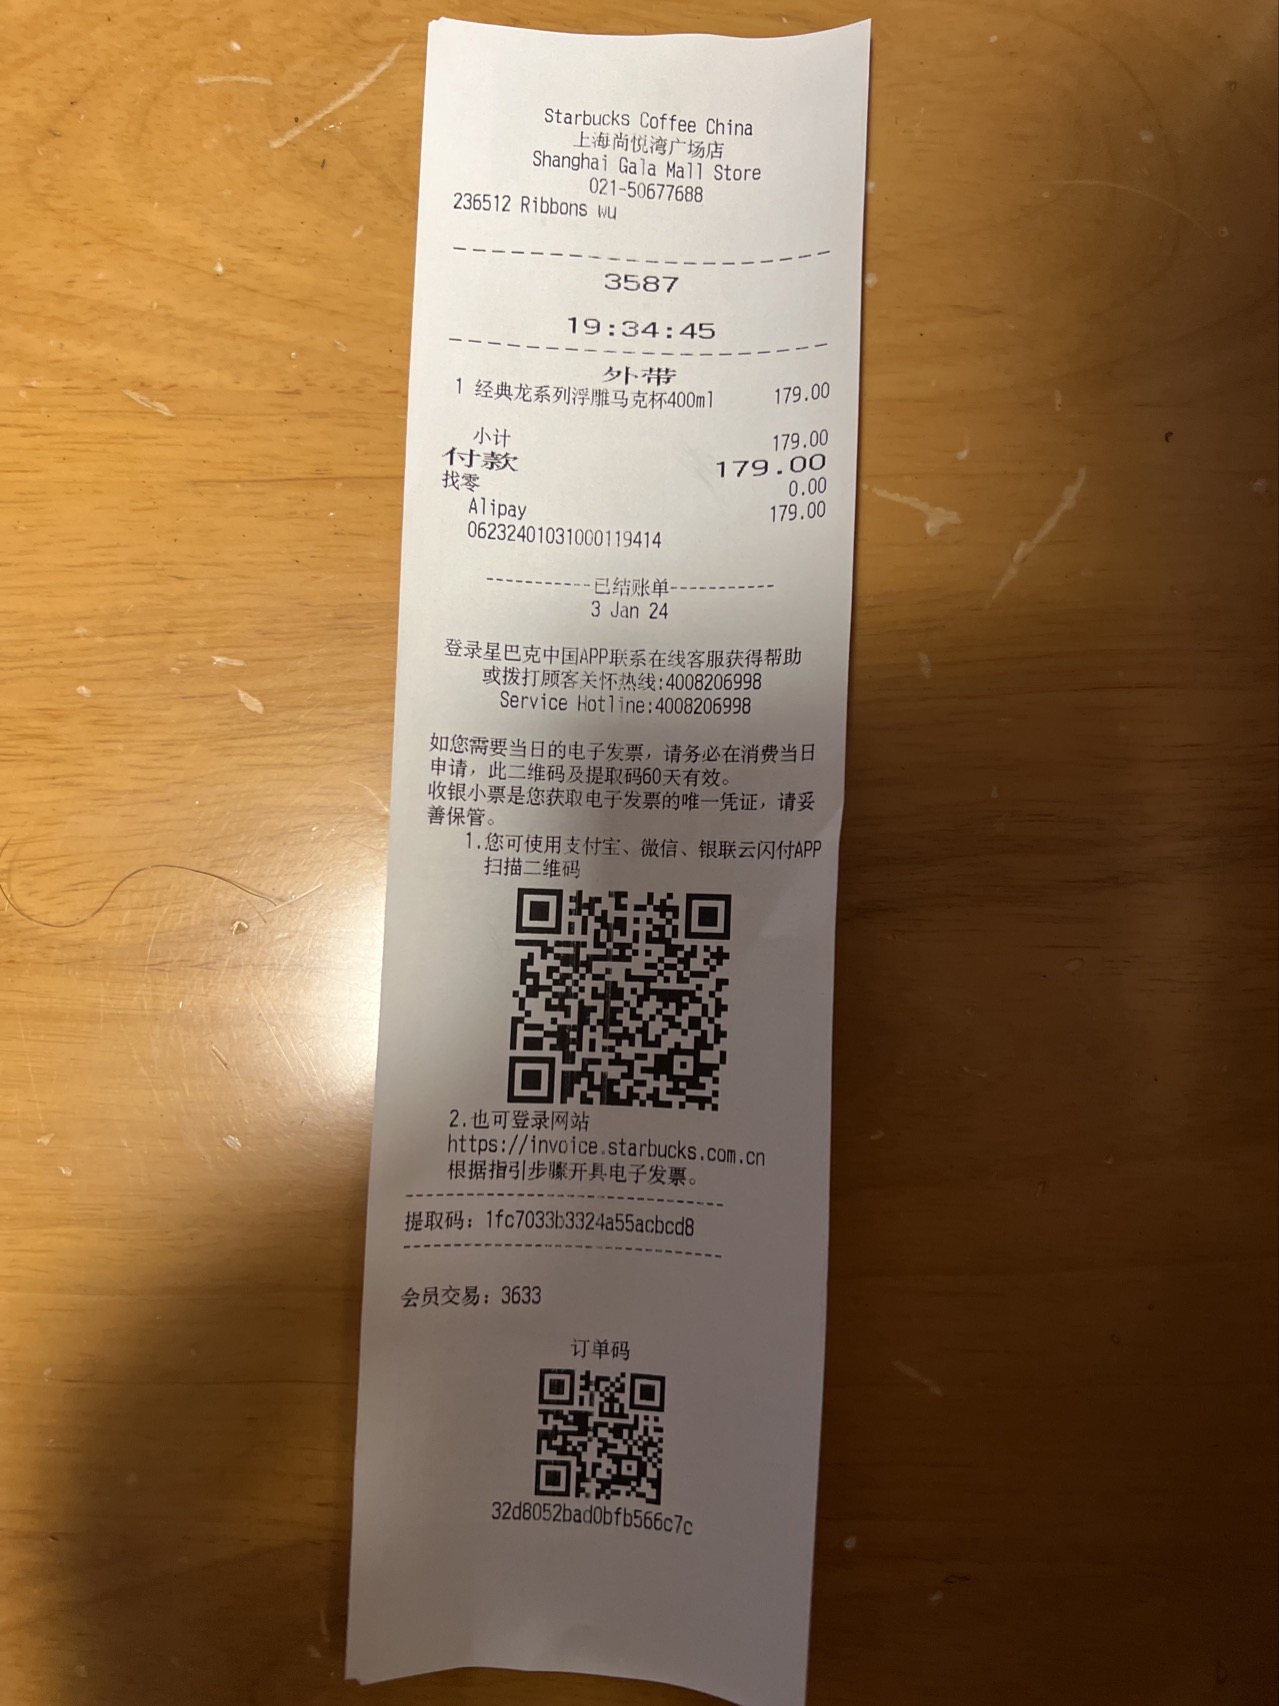 Starbucks Coffee China
上海尚悦湾广场店
Shanghai Gala Mall Store
021-50677688
236512 Ribbons wu
3587
19:34:45
外带
1 经典龙系列浮雕马克杯400ml 179.00
小计 179.00
付款 179.00
找零 0.00
Alipay 179.00
06232401031000119414
-----------已结账单-----------
3 Jan 24
登录星巴克中国APP联系在线客服获得帮助
或拨打顾客关怀热线:4008206998
Service Hotline:4008206998
如您需要当日的电子发票，请务必在消费当日
申请，此二维码及提取码60天有效。
收银小票是您获取电子发票的唯一凭证，请妥
善保管。
1.您可使用支付宝、微信、银联云闪付APP
扫描二维码
2.也可登录网站
https://invoice.starbucks.com.cn
根据指引步骤开具电子发票。
提取码：1fc7033b3324a55acbcd8
会员交易：3633
订单码
32d8052bad0bfb566c7c